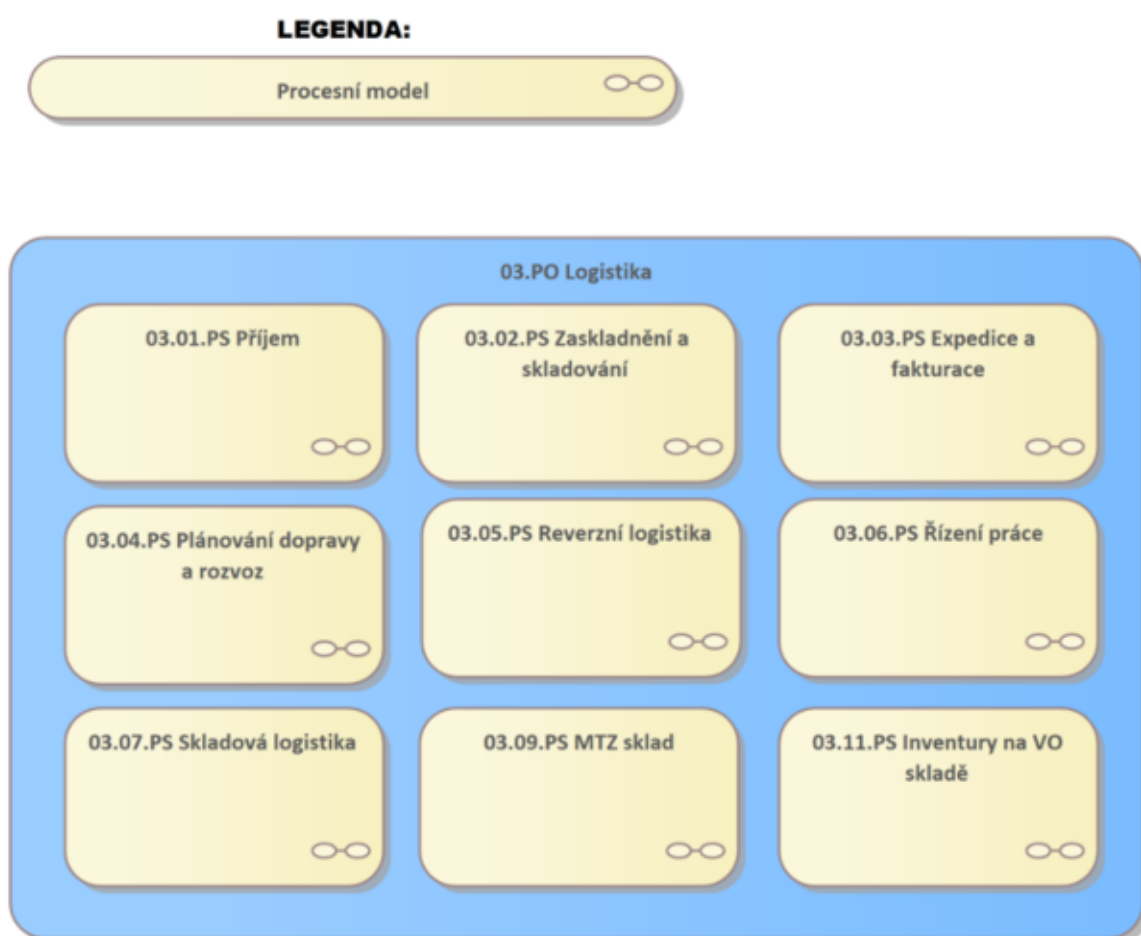 LEGENDA:
Procesní model
03.PO Logistika
03.01.PS Příjem
03.02.PS Zaskladnění a
skladování
03.03.PS Expedice a
fakturace
03.04.PS Plánování dopravy
a rozvoz
03.05.PS Reverzní logistika
03.06.PS Řízení práce
03.07.PS Skladová logistika
03.09.PS MTZ sklad
03.11.PS Inventury na VO
skladě